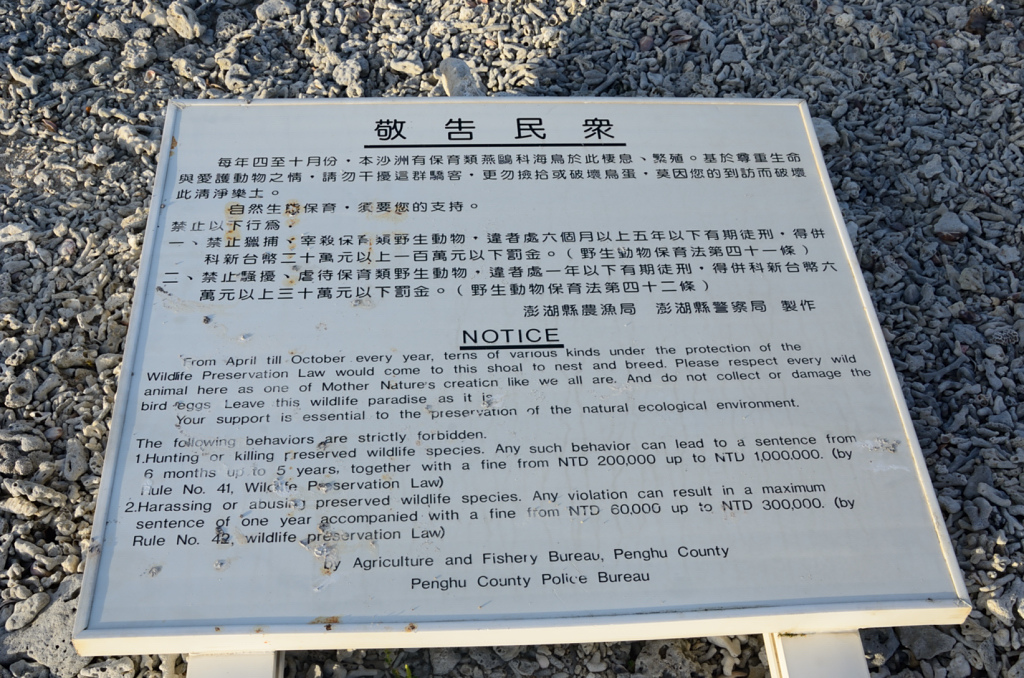 敬告民眾
每年四至十月份，本沙洲有保育類燕鷗科海鳥於此棲息、繁殖。基於尊重生命
與愛護動物之情，請勿干擾這群驕客，更勿撿拾或破壞鳥蛋，莫因您的到訪而破壞
此清淨樂土。
自然生態保育，須要您的支持。
禁止以下行為：
一、禁止獵捕、宰殺保育類野生動物，違者處六個月以上五年以下有期徒刑，得併
科新台幣二十萬元以上一百萬元以下罰金。（野生動物保育法第四十一條）
二、禁止騷擾、虐待保育類野生動物，違者處一年以下有期徒刑，得併科新台幣六
萬元以上三十萬元以下罰金。（野生動物保育法第四十二條）
澎湖縣農漁局 澎湖縣警察局 製作
NOTICE
From April till October every year, terns of various kinds under the protection of the
Wildlife Preservation Law would come to this shoal to nest and breed. Please respect every wild
animal here as one of Mother Nature's creation like we all are. And do not collect or damage the
bird eggs. Leave this wildlife paradise as it is.
Your support is essential to the preservation of the natural ecological environment.
The following behaviors are strictly forbidden.
1.Hunting or killing preserved wildlife species. Any such behavior can lead to a sentence from
6 months up to 5 years, together with a fine from NTD 200,000 up to NTD 1,000,000. (by
Rule No. 41, Wildlife Preservation Law)
2.Harassing or abusing preserved wildlife species. Any violation can result in a maximum
sentence of one year accompanied with a fine from NTD 60,000 up to NTD 300,000. (by
Rule No. 42, wildlife preservation Law)
by Agriculture and Fishery Bureau, Penghu County
Penghu County Police Bureau